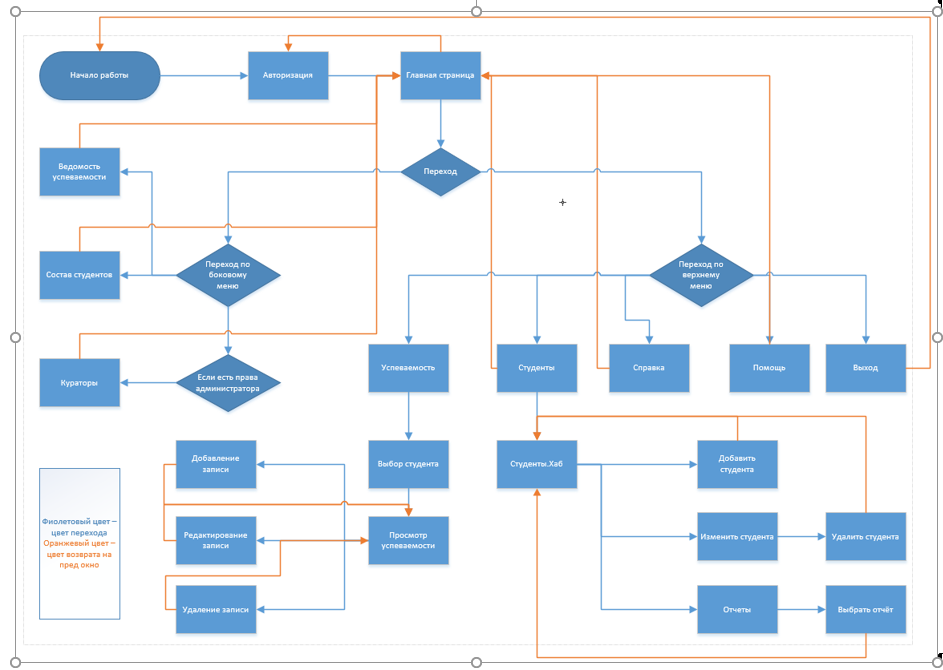 Начало работы
Авторизация
Главная страница
Ведомость
успеваемости
Переход
Состав студентов
Переход по
боковому
меню
Переход по
верхнему
меню
Кураторы
Если есть права
администратора
Успеваемость
Студенты
Справка
Помощь
Выход
Добавление
записи
Выбор студента
Студенты.Хаб
Добавить
студента
Фиолетовый цвет –
цвет перехода
Оранжевый цвет –
цвет возврата на
пред окно
Редактирование
записи
Просмотр
успеваемости
Изменить студента
Удалить студента
Удаление записи
Отчеты
Выбрать отчёт